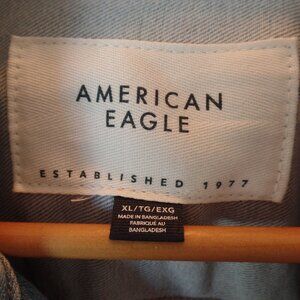 AMERICAN
EAGLE
ESTABLISHED 1977
XL/TG/EXG
MADE IN BANGLADESH
FABRIQUÉ AU
BANGLADESH